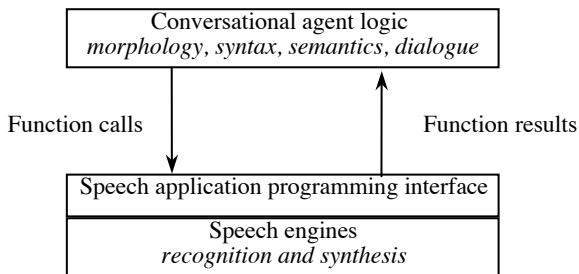 Conversational agent logic
morphology, syntax, semantics, dialogue
Function calls
Function results
Speech application programming interface
Speech engines
recognition and synthesis